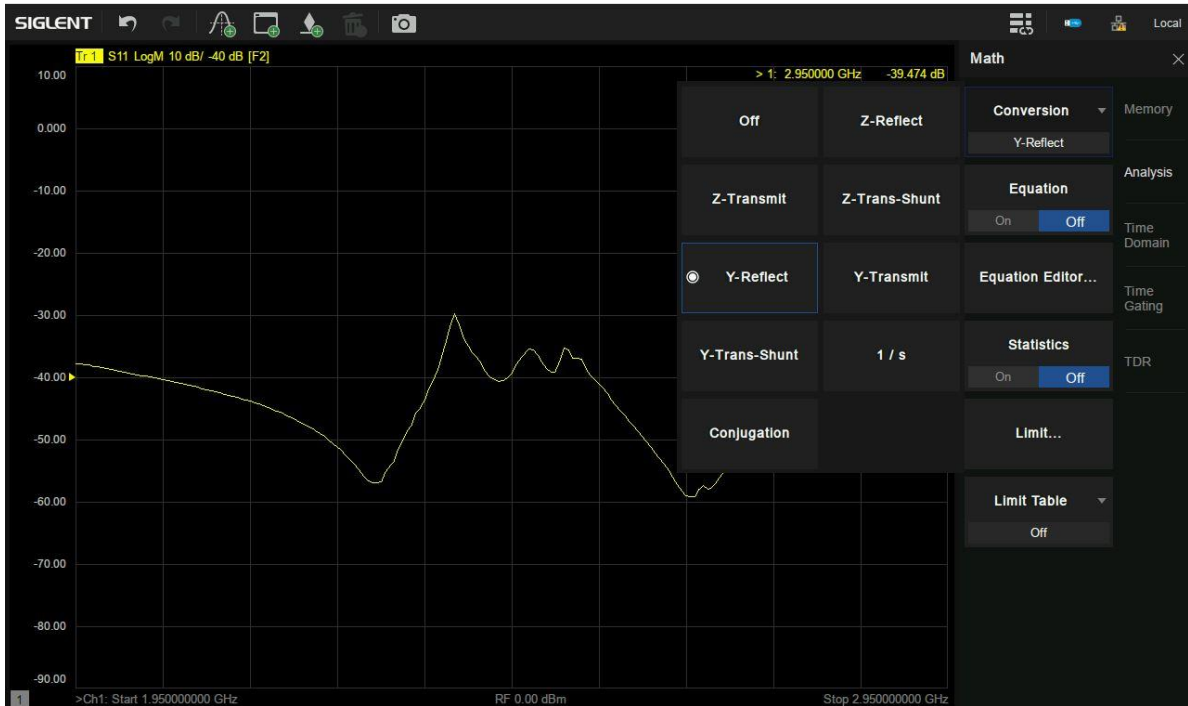 SIGLENT
Local
Tr 1 S11 LogM 10 dB/ -40 dB [F2]
> 1: 2.950000 GHz -39.474 dB
10.00
0.000
-10.00
-20.00
-30.00
-40.00
-50.00
-60.00
-70.00
-80.00
-90.00
Off
Z-Reflect
Z-Transmit
Z-Trans-Shunt
Y-Reflect
Y-Transmit
Y-Trans-Shunt
1 / s
Conjugation
Math
Conversion
Y-Reflect
Equation
On Off
Equation Editor...
Statistics
On Off
Limit...
Limit Table
Off
Memory
Analysis
Time
Domain
Time
Gating
TDR
1
>Ch1: Start 1.950000000 GHz
RF 0.00 dBm
Stop 2.950000000 GHz